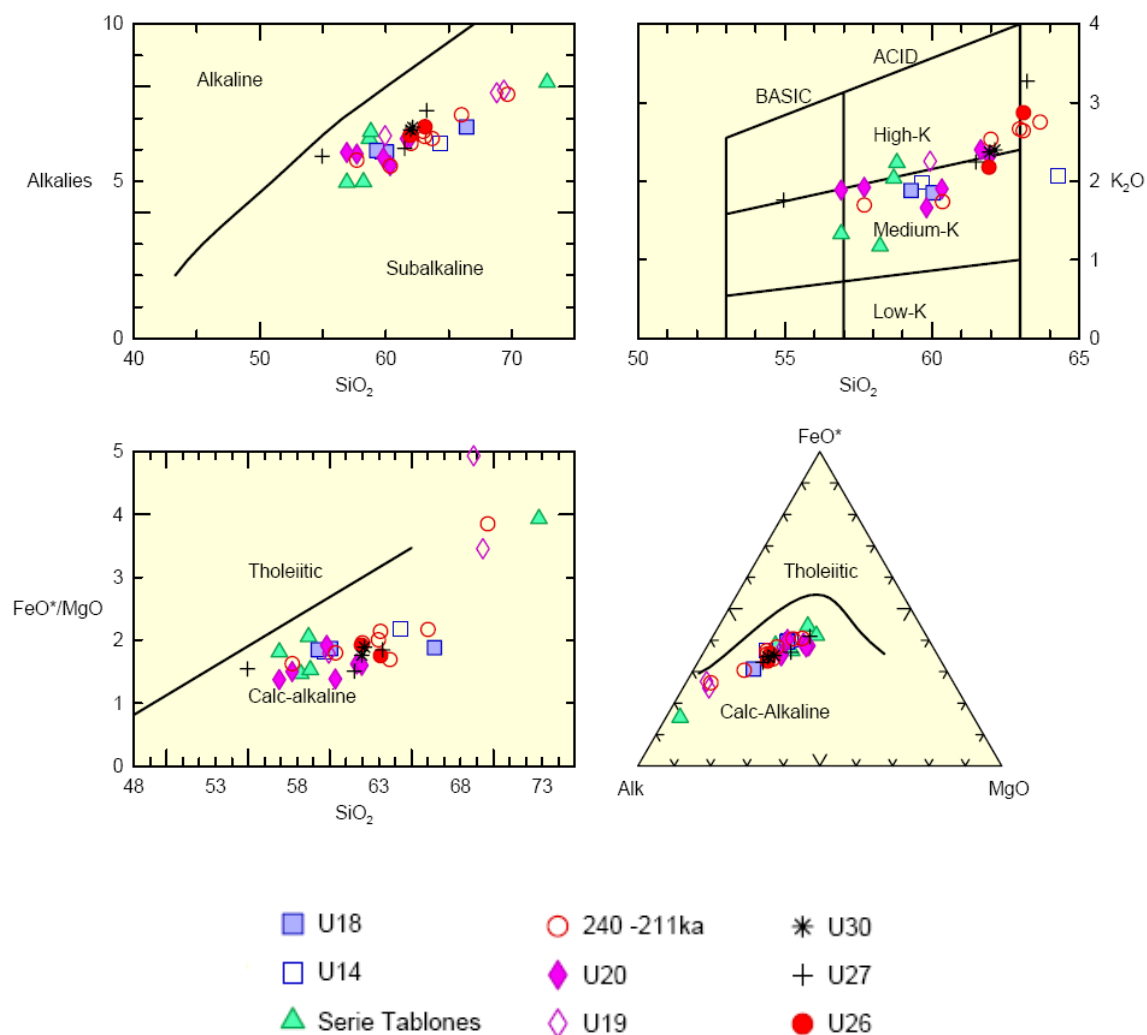 10
Alkaline
Alkalies
5
Subalkaline
0
40
50
60
70
SiO₂
4
ACID
BASIC
3
High-K
2
K₂O
Medium-K
1
Low-K
0
50
55
60
65
SiO₂
5
4
Tholeiitic
3
FeO*/MgO
2
1
Calc-alkaline
0
48
53
58
63
68
73
SiO₂
FeO*
Tholeiitic
Calc-Alkaline
Alk
MgO
U18
240 -211ka
U30
U14
U20
U27
Serie Tablones
U19
U26